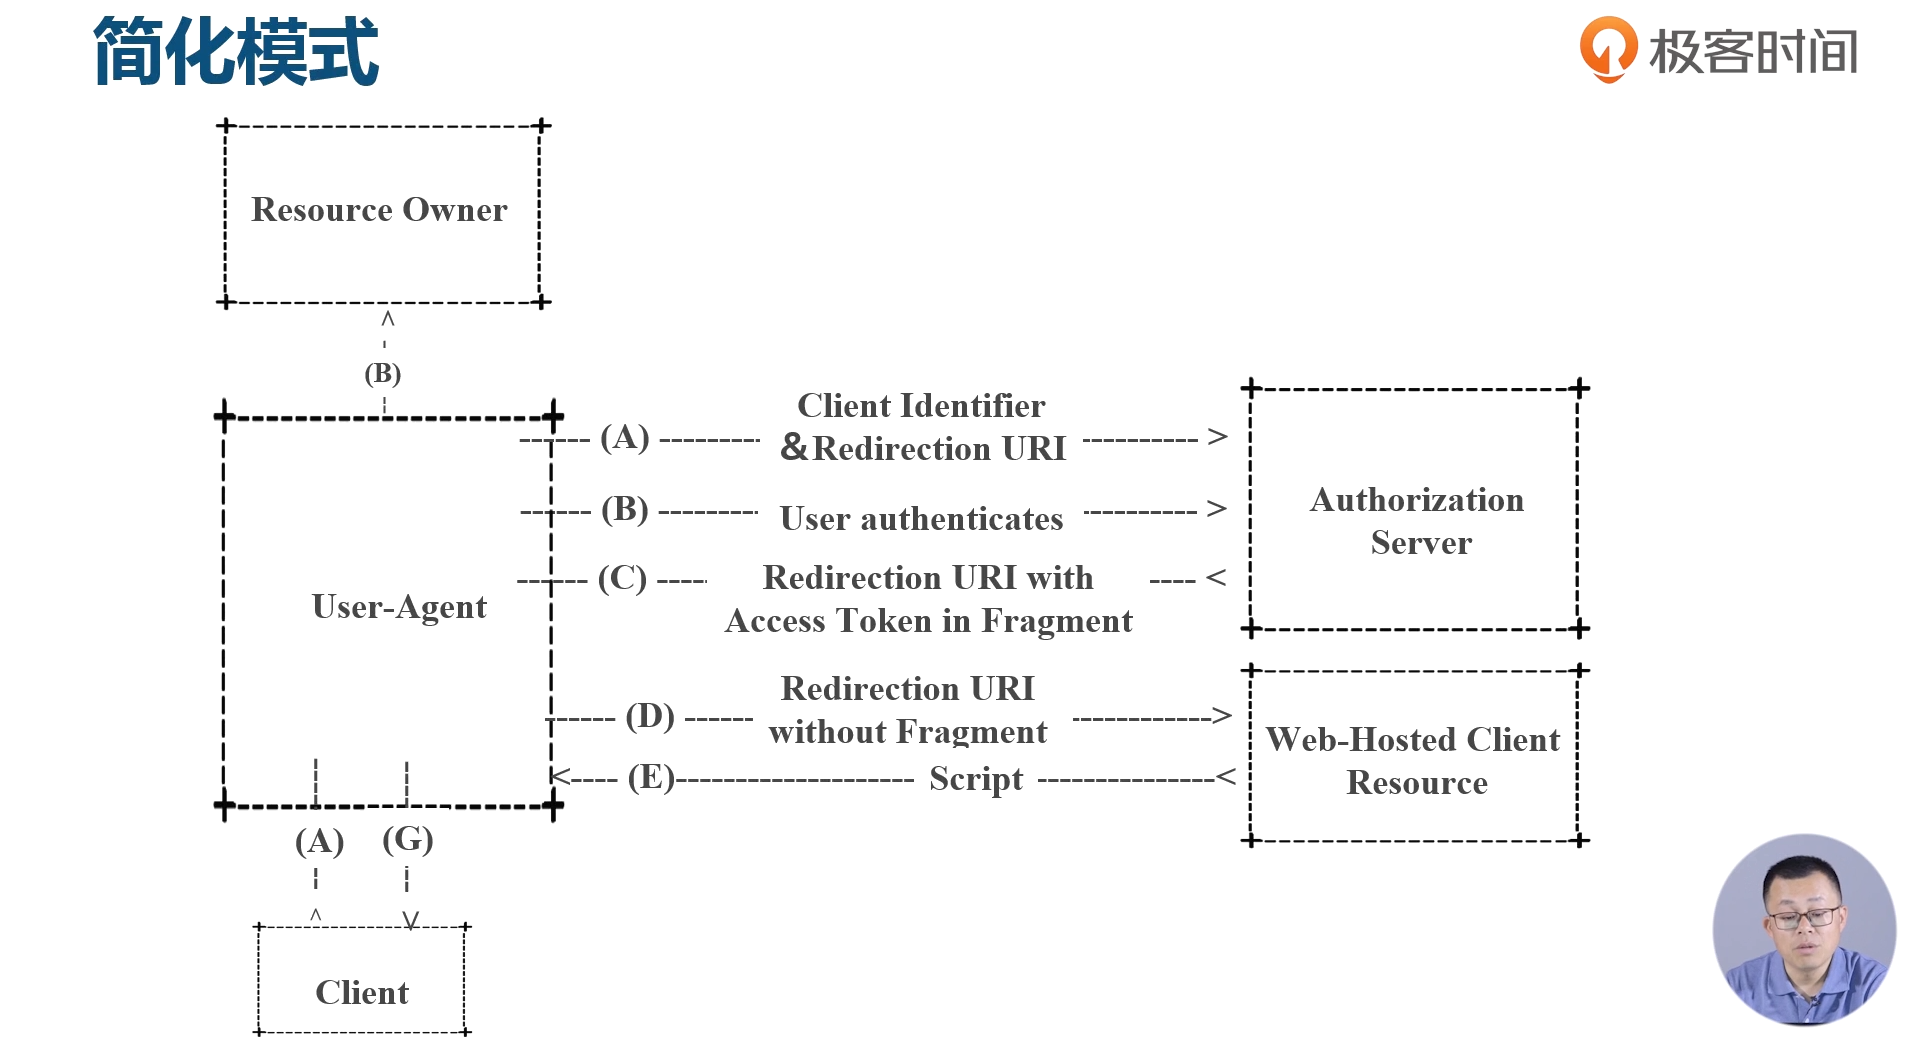 简化模式
极客时间
Resource Owner
(B)
Client Identifier
(A)
&Redirection URI
(B)
User authenticates
Authorization
Server
(C)
Redirection URI with
Access Token in Fragment
User-Agent
Redirection URI
(D)
without Fragment
(E)
Script
Web-Hosted Client
Resource
(A)
(G)
Client